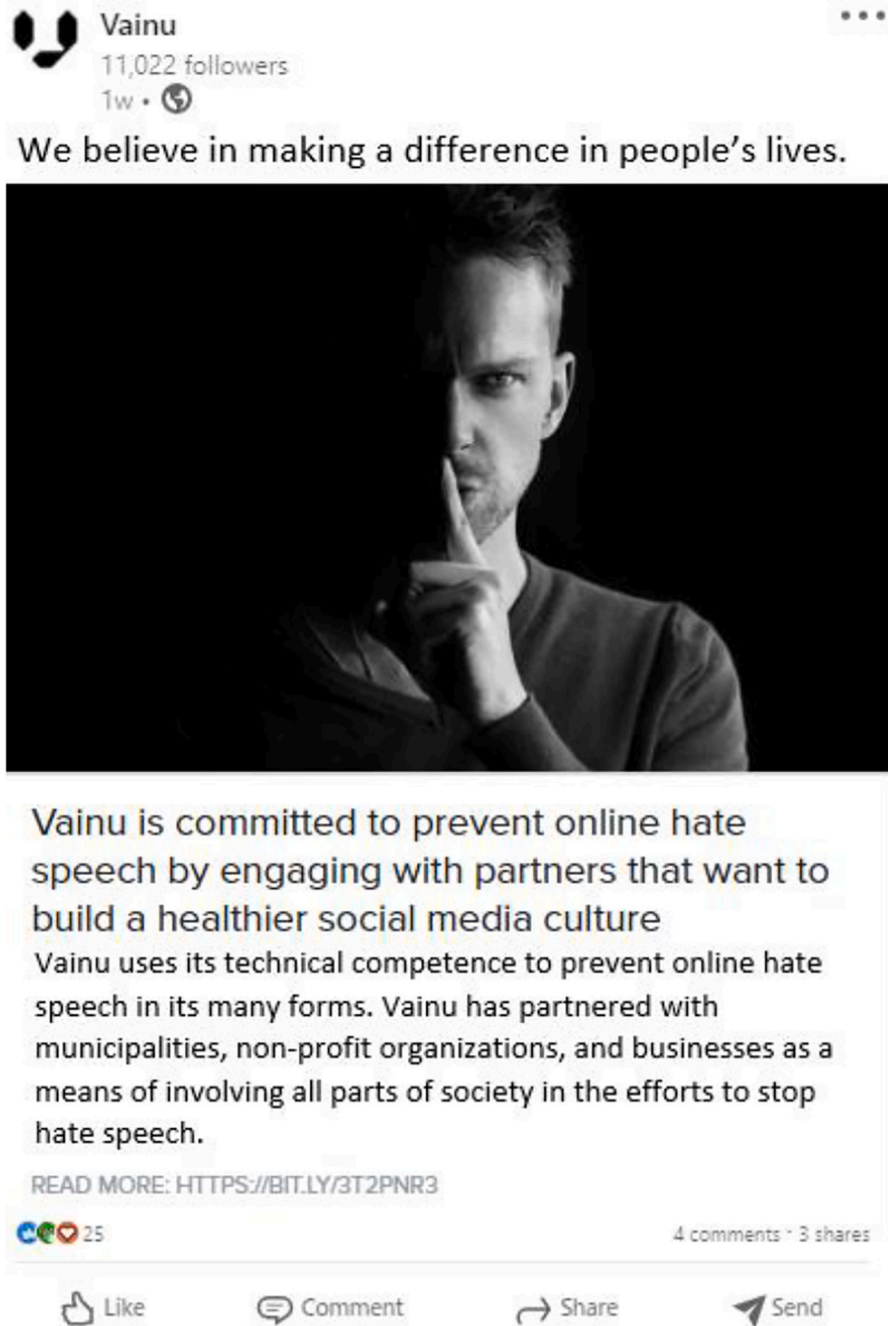 Vainu
11,022 followers
1w •
We believe in making a difference in people's lives.
Vainu is committed to prevent online hate
speech by engaging with partners that want to
build a healthier social media culture
Vainu uses its technical competence to prevent online hate
speech in its many forms. Vainu has partnered with
municipalities, non-profit organizations, and businesses as a
means of involving all parts of society in the efforts to stop
hate speech.
READ MORE: HTTPS://BIT.LY/3T2PNR3
25
4 comments · 3 shares
Like
Comment
Share
Send